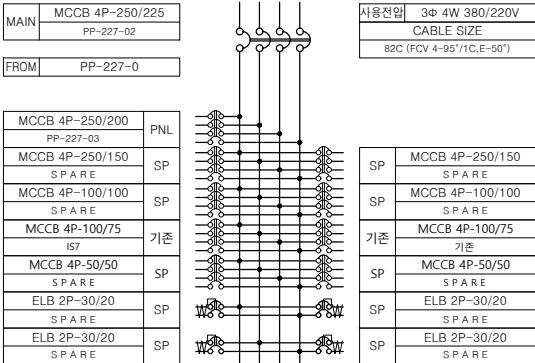 MAIN
MCCB 4P-250/225
PP-227-02
FROM
PP-227-0
사용전압
3Φ 4W 380/220V
CABLE SIZE
82C (FCV 4-95°/1C,E-50°)
MCCB 4P-250/200
PP-227-03
PNL
MCCB 4P-250/150
SPARE
SP
MCCB 4P-100/100
SPARE
SP
MCCB 4P-100/75
IS7
기존
MCCB 4P-50/50
SPARE
SP
ELB 2P-30/20
SPARE
SP
ELB 2P-30/20
SPARE
SP
SP
MCCB 4P-250/150
SPARE
SP
MCCB 4P-100/100
SPARE
기존
MCCB 4P-100/75
기존
SP
MCCB 4P-50/50
SPARE
SP
ELB 2P-30/20
SPARE
SP
ELB 2P-30/20
SPARE